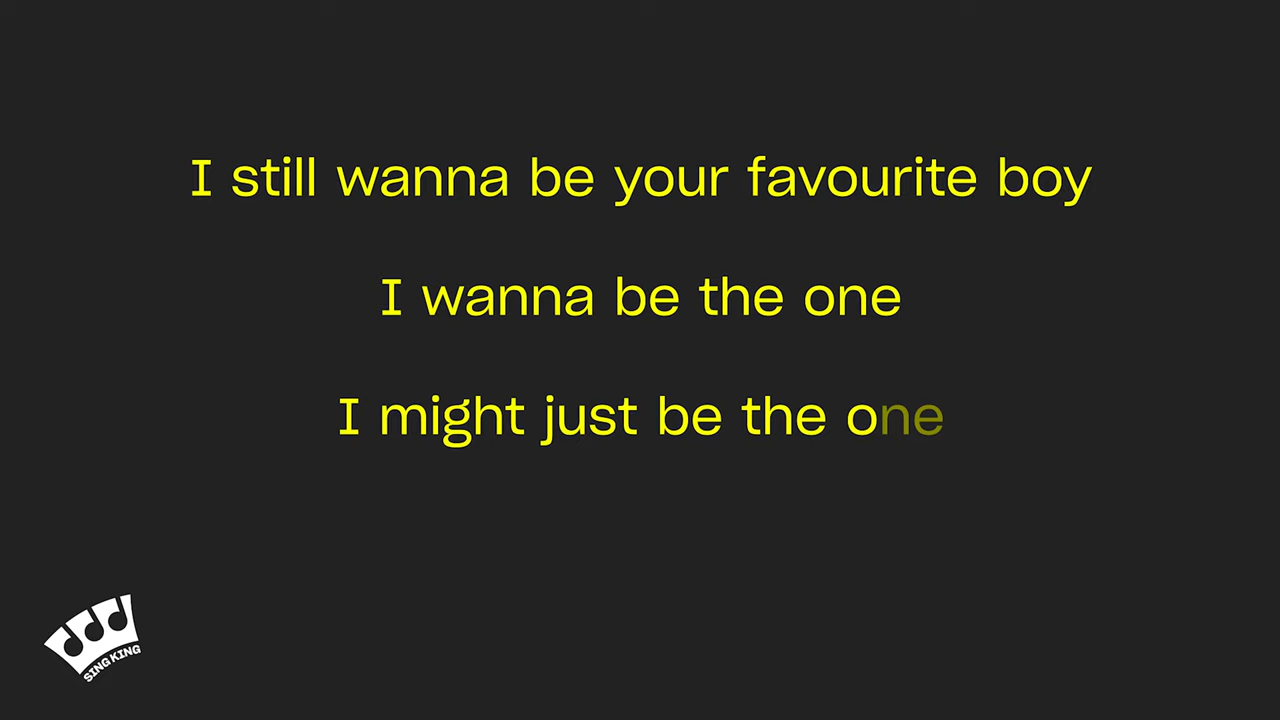 I still wanna be your favourite boy
I wanna be the one
I might just be the one
SING KING